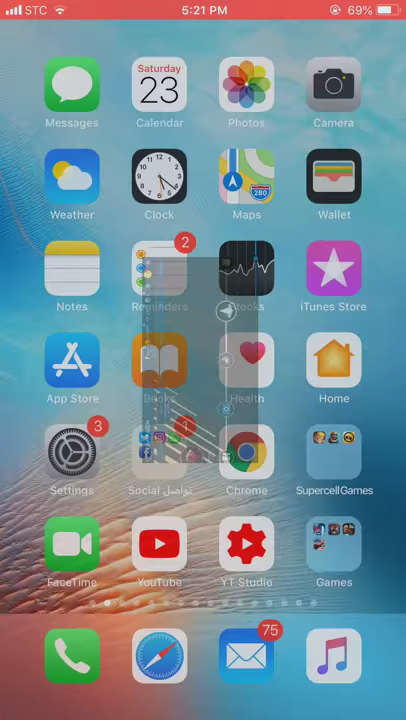 STC 5:21 PM 69%
Saturday
23
280
Messages Calendar Photos Camera
Weather Clock Maps Wallet
2
Notes Reminders Stocks iTunes Store
App Store Books Health Home
3 1
Settings تواصل Social Chrome SupercellGames
FaceTime YouTube YT Studio Games
75